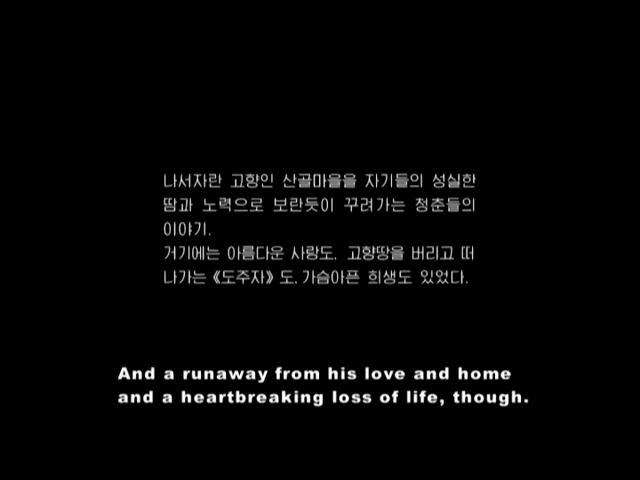 나서자란 고향인 산골마을을 자기들의 성실한
땀과 노력으로 보란듯이 꾸려가는 청춘들의
이야기.
거기에는 아름다운 사랑도, 고향땅을 버리고 떠
나가는 《도주자》 도, 가슴아픈 희생도 있었다.
And a runaway from his love and home
and a heartbreaking loss of life, though.